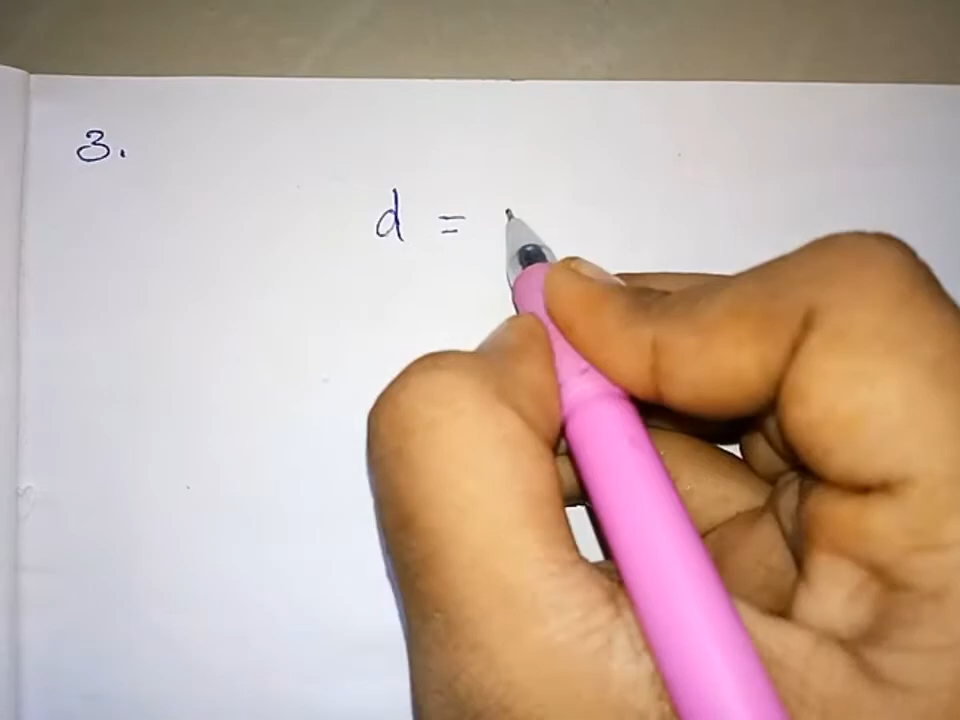 3.
d =